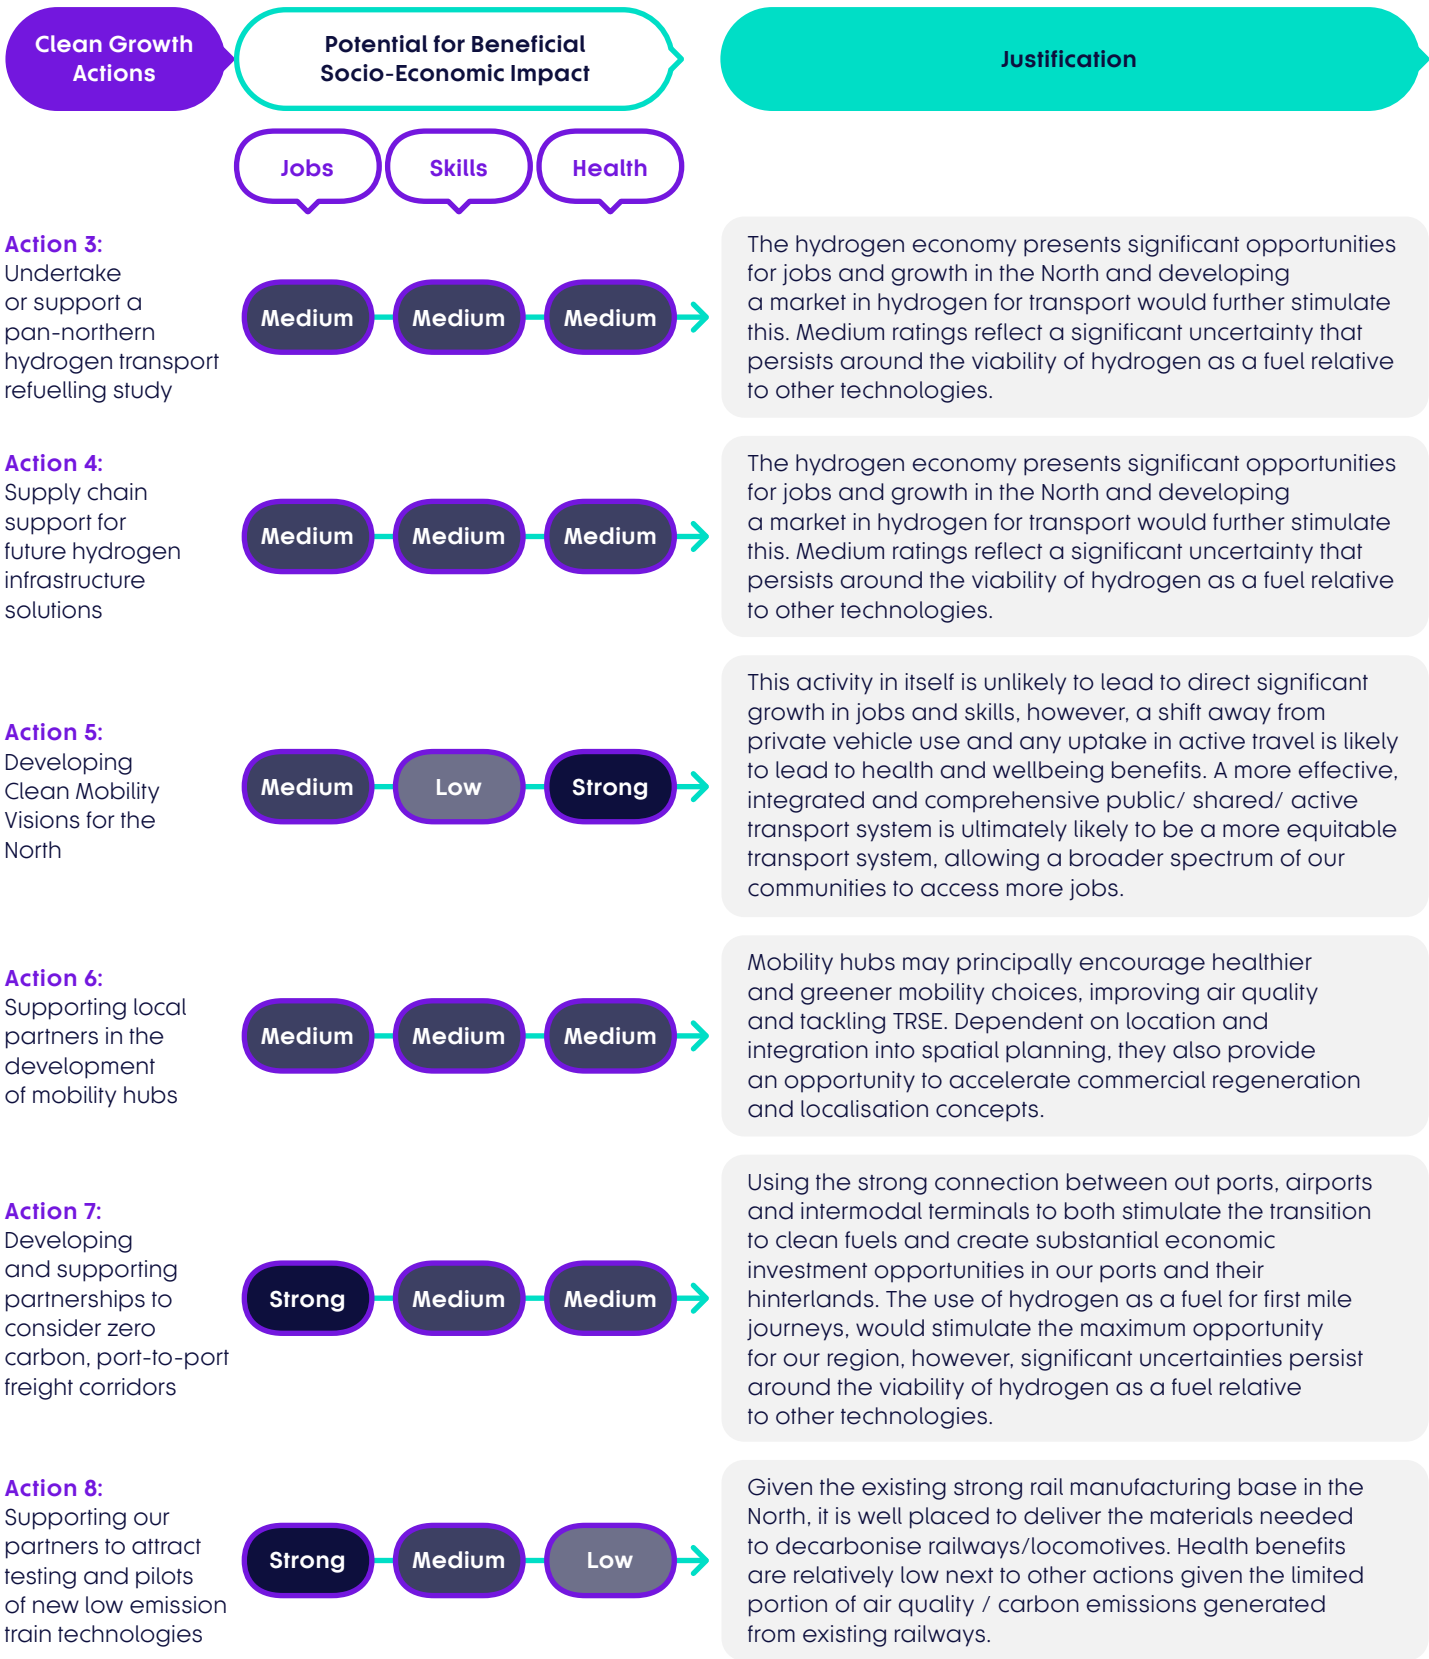 Clean Growth
Actions
Potential for Beneficial
Socio-Economic Impact
Justification
Jobs
Skills
Health
Action 3:
Undertake
or support a
pan-northern
hydrogen transport
refuelling study
Medium
Medium
Medium
The hydrogen economy presents significant opportunities
for jobs and growth in the North and developing
a market in hydrogen for transport would further stimulate
this. Medium ratings reflect a significant uncertainty that
persists around the viability of hydrogen as a fuel relative
to other technologies.
Action 4:
Supply chain
support for
future hydrogen
infrastructure
solutions
Medium
Medium
Medium
The hydrogen economy presents significant opportunities
for jobs and growth in the North and developing
a market in hydrogen for transport would further stimulate
this. Medium ratings reflect a significant uncertainty that
persists around the viability of hydrogen as a fuel relative
to other technologies.
Action 5:
Developing
Clean Mobility
Visions for the
North
Medium
Low
Strong
This activity in itself is unlikely to lead to direct significant
growth in jobs and skills, however, a shift away from
private vehicle use and any uptake in active travel is likely
to lead to health and wellbeing benefits. A more effective,
integrated and comprehensive public/ shared/ active
transport system is ultimately likely to be a more equitable
transport system, allowing a broader spectrum of our
communities to access more jobs.
Action 6:
Supporting local
partners in the
development
of mobility hubs
Medium
Medium
Medium
Mobility hubs may principally encourage healthier
and greener mobility choices, improving air quality
and tackling TRSE. Dependent on location and
integration into spatial planning, they also provide
an opportunity to accelerate commercial regeneration
and localisation concepts.
Action 7:
Developing
and supporting
partnerships to
consider zero
carbon, port-to-port
freight corridors
Strong
Medium
Medium
Using the strong connection between out ports, airports
and intermodal terminals to both stimulate the transition
to clean fuels and create substantial economic
investment opportunities in our ports and their
hinterlands. The use of hydrogen as a fuel for first mile
journeys, would stimulate the maximum opportunity
for our region, however, significant uncertainties persist
around the viability of hydrogen as a fuel relative
to other technologies.
Action 8:
Supporting our
partners to attract
testing and pilots
of new low emission
train technologies
Strong
Medium
Low
Given the existing strong rail manufacturing base in the
North, it is well placed to deliver the materials needed
to decarbonise railways/locomotives. Health benefits
are relatively low next to other actions given the limited
portion of air quality / carbon emissions generated
from existing railways.